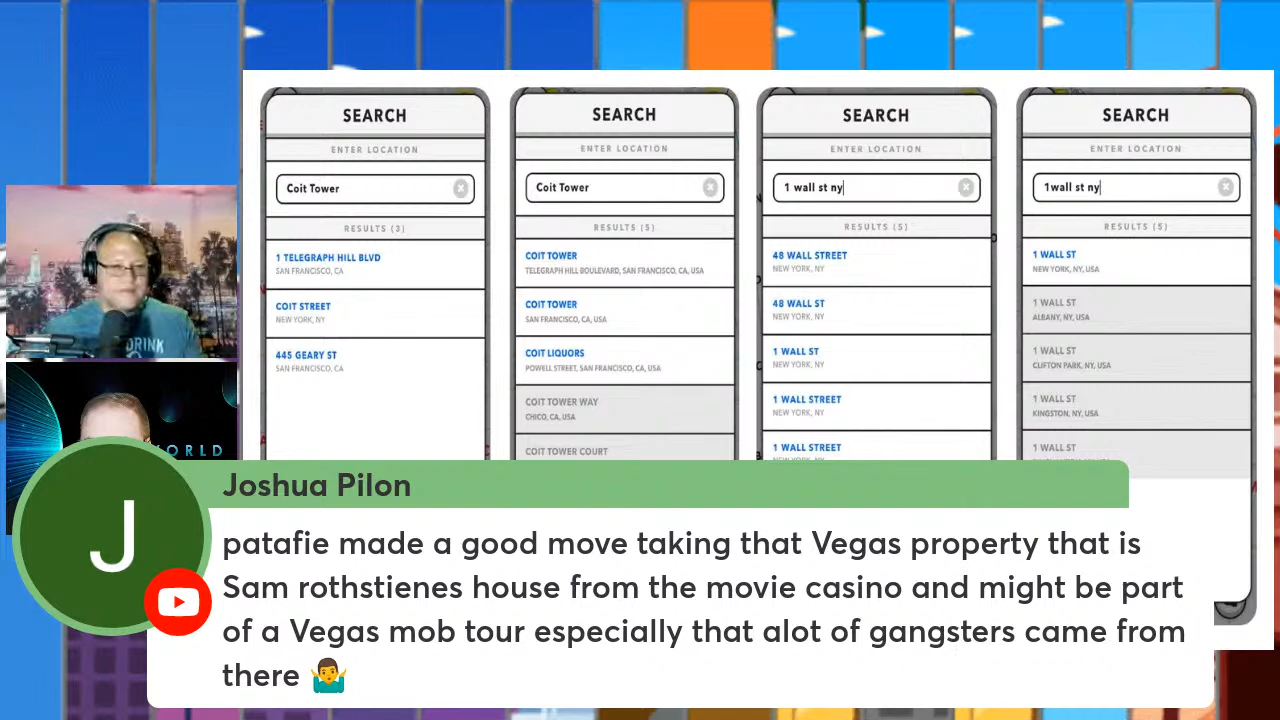 SEARCH
ENTER LOCATION
Coit Tower
RESULTS (3)
1 TELEGRAPH HILL BLVD
SAN FRANCISCO, CA
COIT STREET
NEW YORK, NY
445 GEARY ST
SAN FRANCISCO, CA
SEARCH
ENTER LOCATION
Coit Tower
RESULTS (5)
COIT TOWER
TELEGRAPH HILL BOULEVARD, SAN FRANCISCO, CA, USA
COIT TOWER
SAN FRANCISCO, CA, USA
COIT LIQUORS
POWELL STREET, SAN FRANCISCO, CA, USA
COIT TOWER WAY
CHICO, CA, USA
COIT TOWER COURT
SEARCH
ENTER LOCATION
1 wall st ny
RESULTS (5)
48 WALL STREET
NEW YORK, NY
48 WALL ST
NEW YORK, NY
1 WALL ST
NEW YORK, NY
1 WALL STREET
NEW YORK, NY
1 WALL STREET
SEARCH
ENTER LOCATION
1wall st ny
RESULTS (5)
1 WALL ST
NEW YORK, NY, USA
1 WALL ST
ALBANY, NY, USA
1 WALL ST
CLIFTON PARK, NY, USA
1 WALL ST
KINGSTON, NY, USA
1 WALL ST
DRINK
ORLD
J
Joshua Pilon
patafie made a good move taking that Vegas property that is
Sam rothstienes house from the movie casino and might be part
of a Vegas mob tour especially that alot of gangsters came from
there 🤷‍♂️